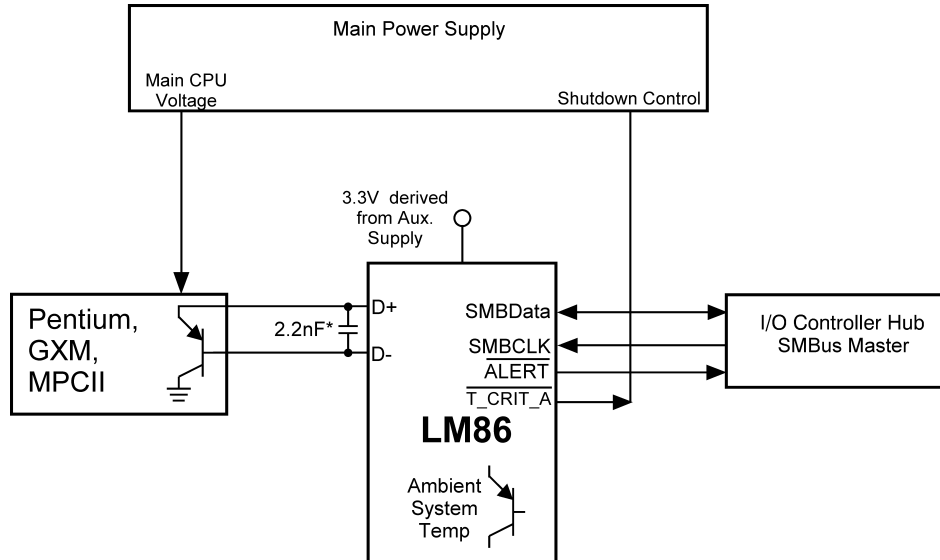 Main Power Supply
Main CPU
Voltage
Shutdown Control
3.3V derived
from Aux.
Supply
Pentium,
GXM,
MPCII
2.2nF*
D+
D-
SMBData
SMBCLK
ALERT
T_CRIT_A
LM86
Ambient
System
Temp
I/O Controller Hub
SMBus Master